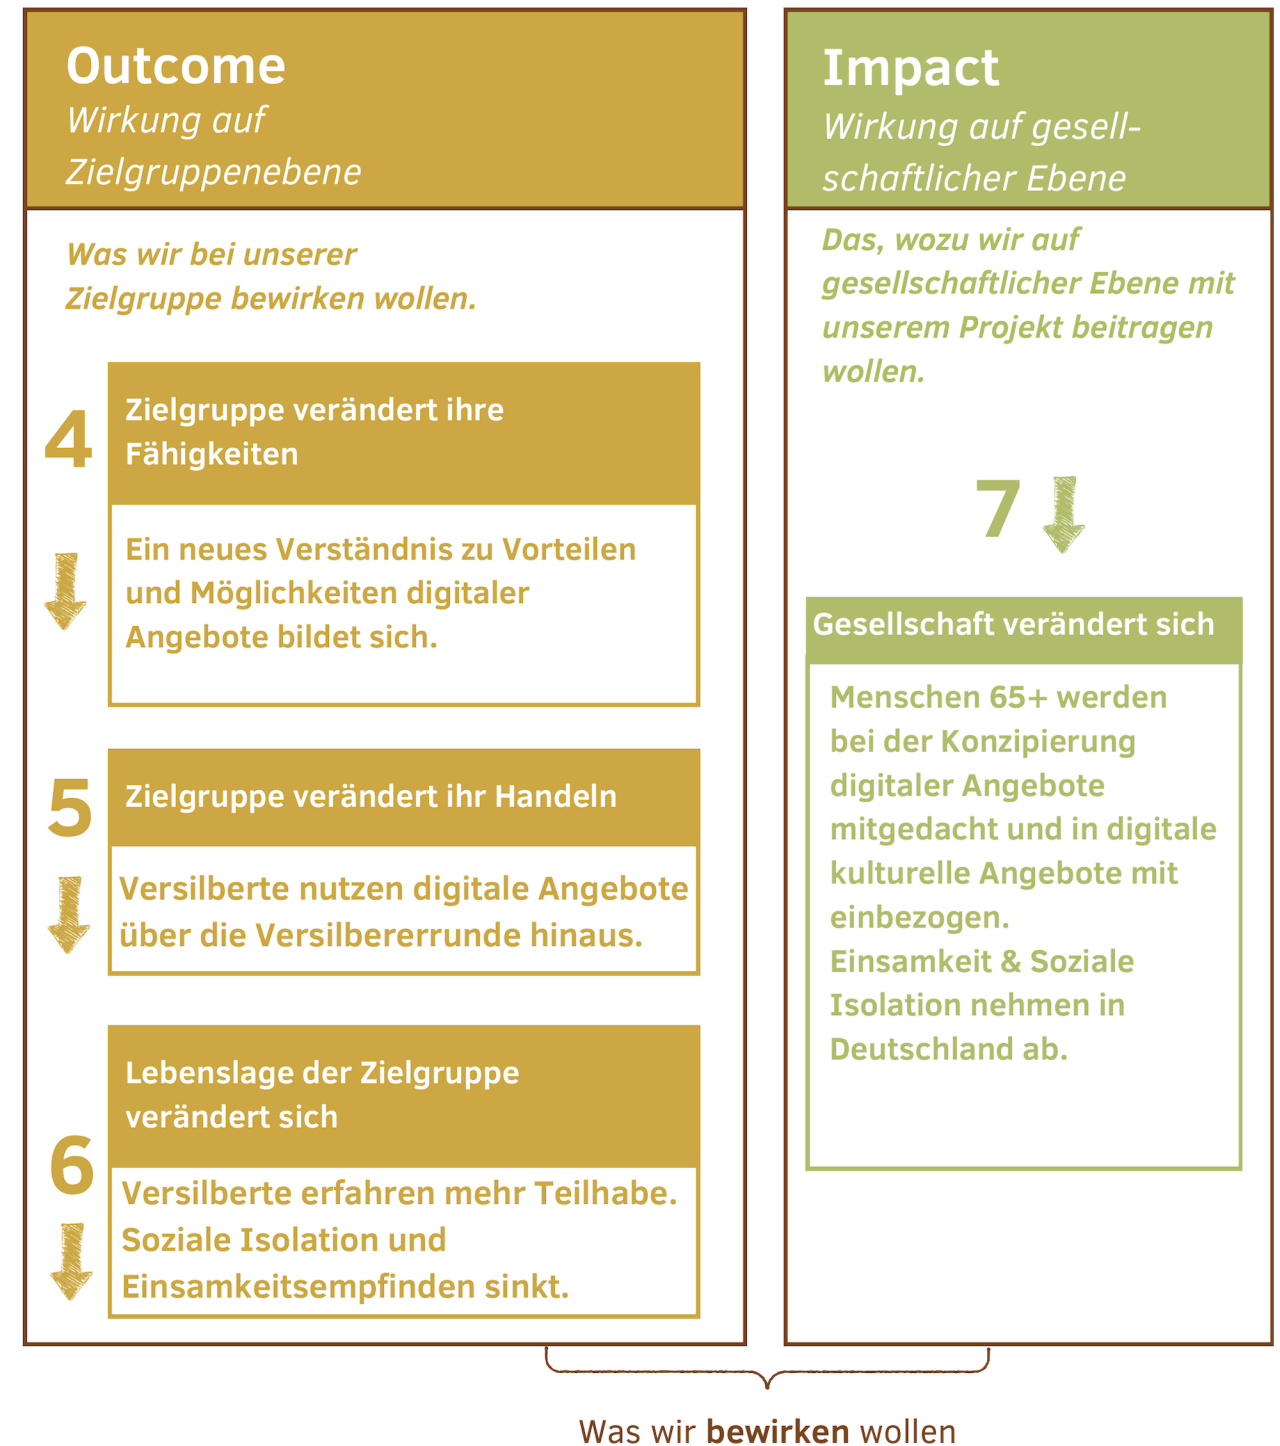 Outcome
Wirkung auf
Zielgruppenebene
Was wir bei unserer
Zielgruppe bewirken wollen.
4
Zielgruppe verändert ihre
Fähigkeiten
Ein neues Verständnis zu Vorteilen
und Möglichkeiten digitaler
Angebote bildet sich.
5
Zielgruppe verändert ihr Handeln
Versilberte nutzen digitale Angebote
über die Versilbererrunde hinaus.
6
Lebenslage der Zielgruppe
verändert sich
Versilberte erfahren mehr Teilhabe.
Soziale Isolation und
Einsamkeitsempfinden sinkt.
Impact
Wirkung auf gesell-
schaftlicher Ebene
Das, wozu wir auf
gesellschaftlicher Ebene mit
unserem Projekt beitragen
wollen.
7
Gesellschaft verändert sich
Menschen 65+ werden
bei der Konzipierung
digitaler Angebote
mitgedacht und in digitale
kulturelle Angebote mit
einbezogen.
Einsamkeit & Soziale
Isolation nehmen in
Deutschland ab.
Was wir bewirken wollen